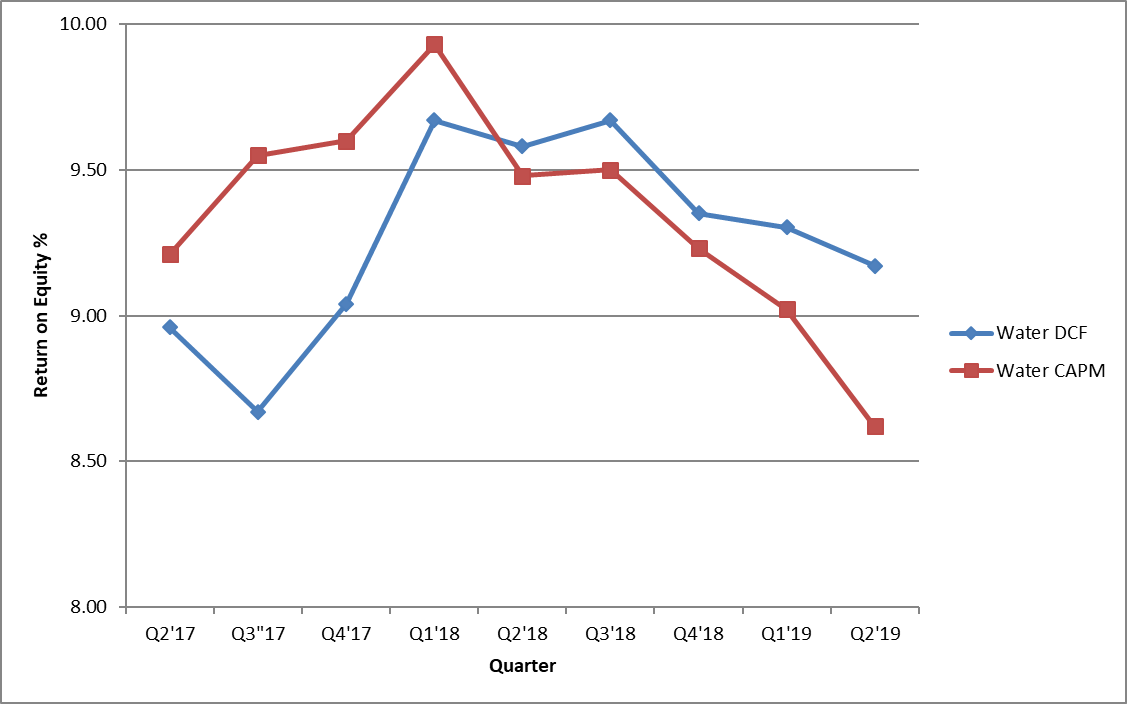 10.00
9.50
9.00
8.50
8.00
Return on Equity %
Q2'17 Q3"17 Q4'17 Q1'18 Q2'18 Q3'18 Q4'18 Q1'19 Q2'19
Quarter
Water DCF
Water CAPM